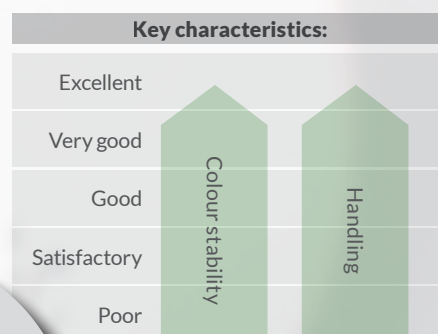 Key characteristics:
Excellent
Very good
Good
Satisfactory
Poor
Colour stability
Handling